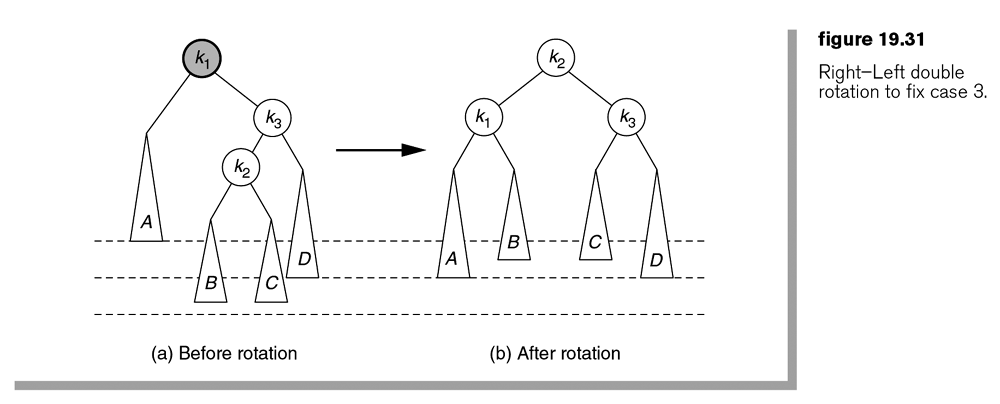 figure 19.31
Right–Left double
rotation to fix case 3.
k1
k3
k2
A
B
C
D
(a) Before rotation
k2
k1
k3
A
B
C
D
(b) After rotation